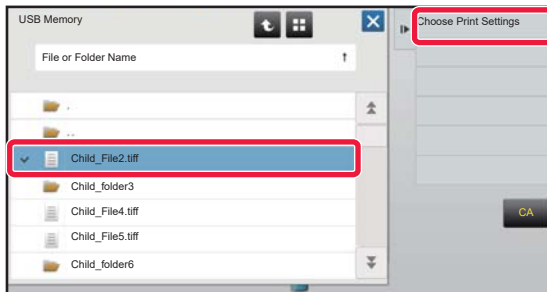 USB Memory
Choose Print Settings
File or Folder Name
.
..
Child_File2.tiff
Child_folder3
Child_File4.tiff
Child_File5.tiff
Child_folder6
CA